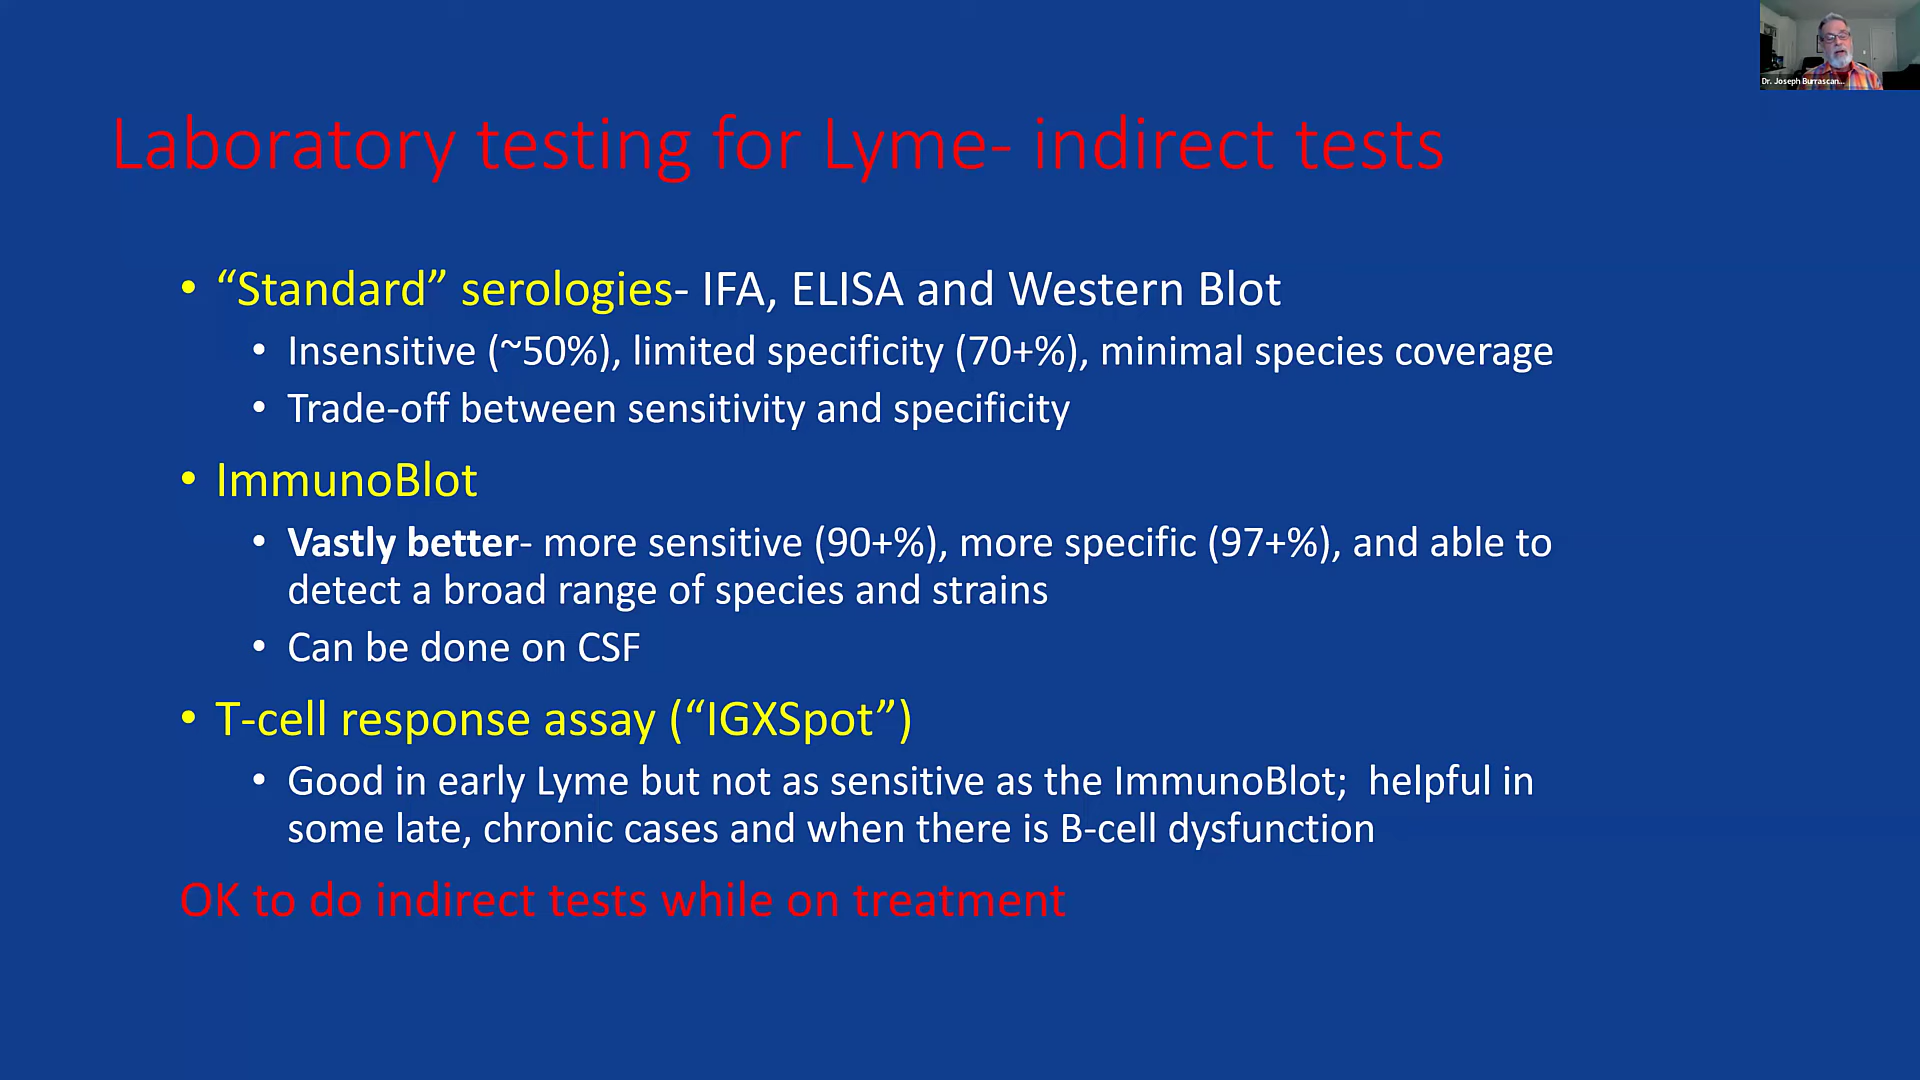 Dr. Joseph Burrascan...
Laboratory testing for Lyme- indirect tests
• “Standard” serologies- IFA, ELISA and Western Blot
• Insensitive (~50%), limited specificity (70+%), minimal species coverage
• Trade-off between sensitivity and specificity
• ImmunoBlot
• Vastly better- more sensitive (90+%), more specific (97+%), and able to
detect a broad range of species and strains
• Can be done on CSF
• T-cell response assay (“IGXSpot”)
• Good in early Lyme but not as sensitive as the ImmunoBlot;  helpful in
some late, chronic cases and when there is B-cell dysfunction
OK to do indirect tests while on treatment